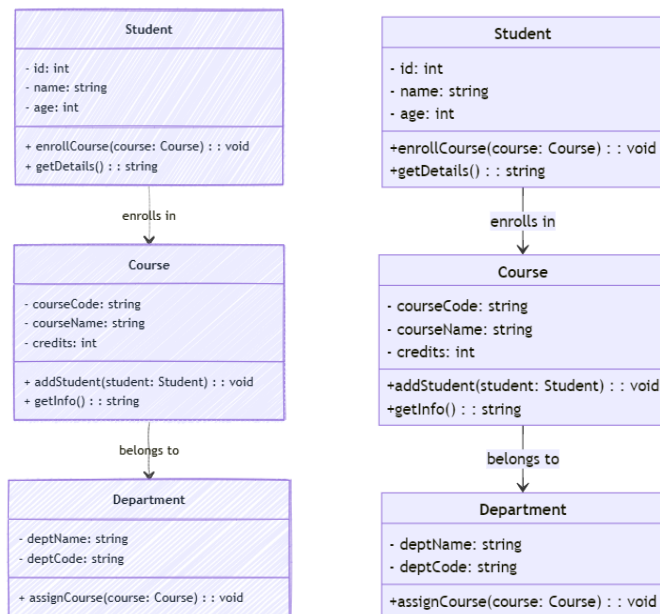 Student
- id: int
- name: string
- age: int
+ enrollCourse(course: Course) : : void
+ getDetails() : : string
enrolls in
Course
- courseCode: string
- courseName: string
- credits: int
+ addStudent(student: Student) : : void
+ getInfo() : : string
belongs to
Department
- deptName: string
- deptCode: string
+ assignCourse(course: Course) : : void
Student
- id: int
- name: string
- age: int
+enrollCourse(course: Course) : : void
+getDetails() : : string
enrolls in
Course
- courseCode: string
- courseName: string
- credits: int
+addStudent(student: Student) : : void
+getInfo() : : string
belongs to
Department
- deptName: string
- deptCode: string
+assignCourse(course: Course) : : void